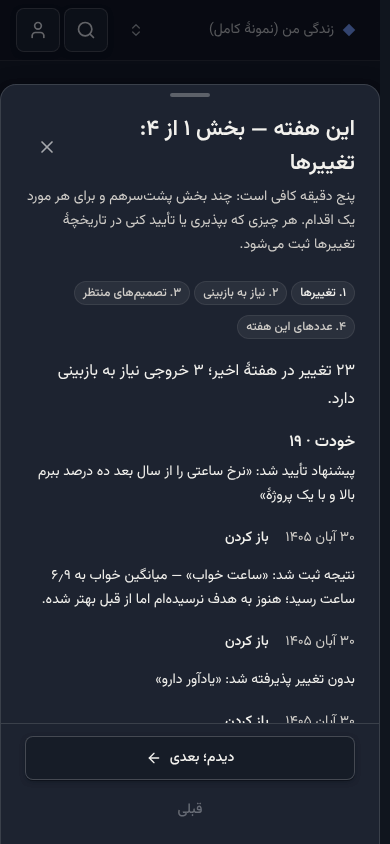 زندگی من (نمونهٔ کامل)
این هفته — بخش ۱ از ۴:
تغییرها
پنج دقیقه کافی است: چند بخش پشت‌سرهم و برای هر مورد
یک اقدام. هر چیزی که بپذیری یا تأیید کنی در تاریخچهٔ
تغییرها ثبت می‌شود.
۱. تغییرها
۲. نیاز به بازبینی
۳. تصمیم‌های منتظر
۴. عددهای این هفته
۲۳ تغییر در هفتهٔ اخیر؛ ۳ خروجی نیاز به بازبینی
دارد.
خودت · ۱۹
پیشنهاد تأیید شد: «نرخ ساعتی را از سال بعد ده درصد ببرم
بالا و با یک پروژهٔ»
۳۰ آبان ۱۴۰۵ باز کردن
نتیجه ثبت شد: «ساعت خواب» — میانگین خواب به ۶٫۹
ساعت رسید؛ هنوز به هدف نرسیده‌ام اما از قبل بهتر شده.
۳۰ آبان ۱۴۰۵ باز کردن
بدون تغییر پذیرفته شد: «یادآور دارو»
۳۰ آبان ۱۴۰۵ باز کردن
دیدم؛ بعدی ←
قبلی